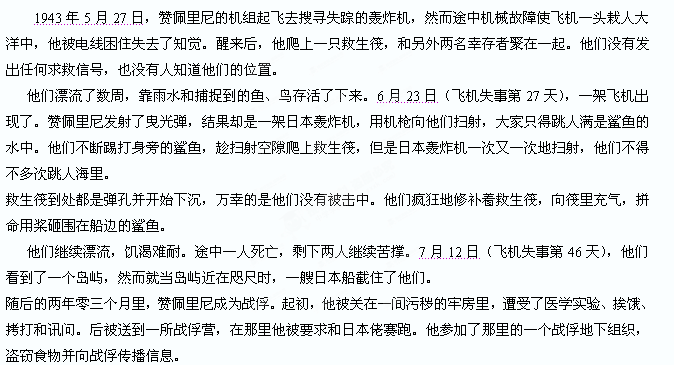 1943 年 5 月 27 日，赞佩里尼的机组起飞去搜寻失踪的轰炸机，然而途中机械故障使飞机一头栽人大
洋中，他被电线困住失去了知觉。醒来后，他爬上一只救生筏，和另外两名幸存者聚在一起。他们没有发
出任何求救信号，也没有人知道他们的位置。
他们漂流了数周，靠雨水和捕捉到的鱼、鸟存活了下来。6 月 23 日（飞机失事第 27 天），一架飞机出
现了。赞佩里尼发射了曳光弹，结果却是一架日本轰炸机，用机枪向他们扫射，大家只得跳人满是鲨鱼的
水中。他们不断踢打身旁的鲨鱼，趁扫射空隙爬上救生筏，但是日本轰炸机一次又一次地扫射，他们不得
不多次跳人海里。
救生筏到处都是弹孔并开始下沉，万幸的是他们没有被击中。他们疯狂地修补着救生筏，向筏里充气，拼
命用桨砸围在船边的鲨鱼。
他们继续漂流，饥渴难耐。途中一人死亡，剩下两人继续苦撑。7 月 12 日（飞机失事第 46 天），他们
看到了一个岛屿，然而就当岛屿近在咫尺时，一艘日本船截住了他们。
随后的两年零三个月里，赞佩里尼成为战俘。起初，他被关在一间污秽的牢房里，遭受了医学实验、挨饿、
拷打和讯问。后被送到一所战俘营，在那里他被要求和日本佬赛跑。他参加了那里的一个战俘地下组织，
盗窃食物并向战俘传播信息。